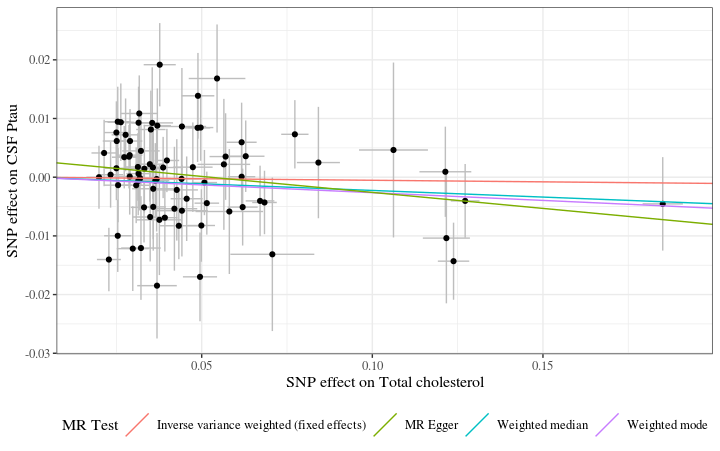 0.02
0.01
0.00
-0.01
-0.02
-0.03
SNP effect on CSF Ptau
0.05
0.10
0.15
SNP effect on Total cholesterol
MR Test
Inverse variance weighted (fixed effects)
MR Egger
Weighted median
Weighted mode